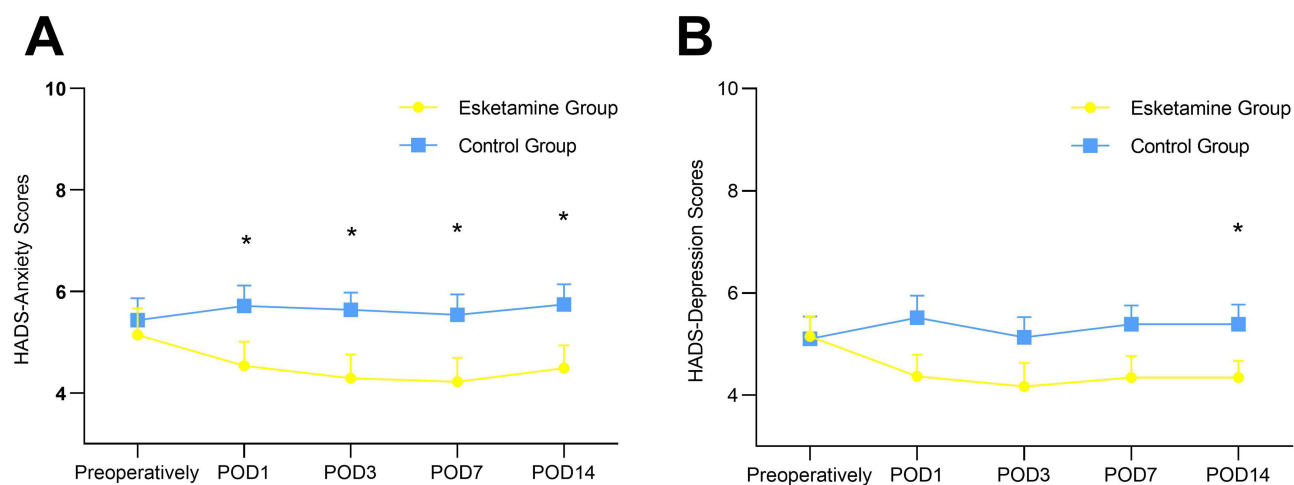 A
HADS-Anxiety Scores
10
8
6
4
Esketamine Group
Control Group
*
*
*
*
Preoperatively POD1 POD3 POD7 POD14
B
HADS-Depression Scores
10
8
6
4
Esketamine Group
Control Group
*
Preoperatively POD1 POD3 POD7 POD14